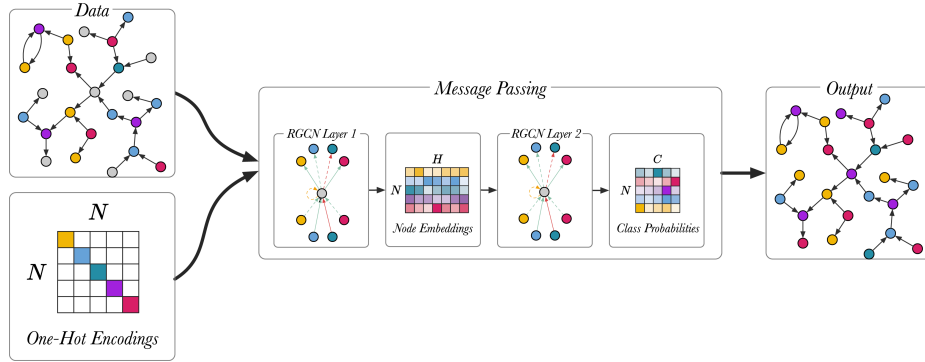 Data
N
N
One-Hot Encodings
Message Passing
RGCN Layer 1
H
N
Node Embeddings
RGCN Layer 2
C
N
Class Probabilities
Output